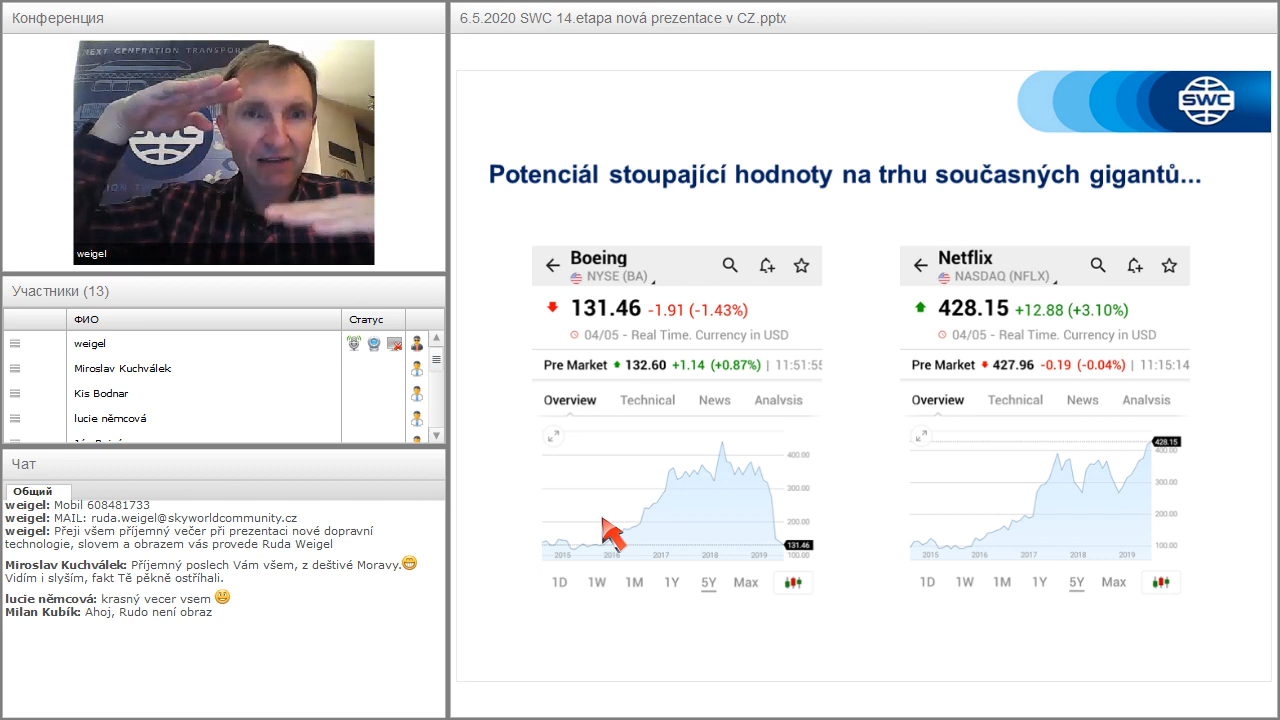 Конференция
NEXT GENERATION TRANSPORT
SWC
weigel
Участники (13)
ФИО
Статус
weigel
Miroslav Kuchválek
Kis Bodnar
lucie němcová
Чат
Общий
weigel: Mobil 608481733
weigel: MAIL: ruda.weigel@skyworldcommunity.cz
weigel: Přeji všem příjemný večer při prezentaci nové dopravní
technologie, slovem a obrazem vás provede Ruda Weigel
Miroslav Kuchválek: Příjemný poslech Vám všem, z deštivé Moravy.
Vidím i slyším, fakt Tě pěkně ostříhali.
lucie němcová: krasný vecer vsem
Milan Kubík: Ahoj, Rudo není obraz
6.5.2020 SWC 14.etapa nová prezentace v CZ.pptx
SWC
Potenciál stoupající hodnoty na trhu současných gigantů...
Boeing
NYSE (BA)
131.46 -1.91 (-1.43%)
04/05 - Real Time. Currency in USD
Pre Market 132.60 +1.14 (+0.87%) | 11:51:55
Overview Technical News Analysis
400.00
300.00
200.00
131.46
100.00
2015 2016 2017 2018 2019
1D 1W 1M 1Y 5Y Max
Netflix
NASDAQ (NFLX)
428.15 +12.88 (+3.10%)
04/05 - Real Time. Currency in USD
Pre Market 427.96 -0.19 (-0.04%) | 11:15:14
Overview Technical News Analysis
428.15
400.00
300.00
200.00
100.00
2015 2016 2017 2018 2019
1D 1W 1M 1Y 5Y Max